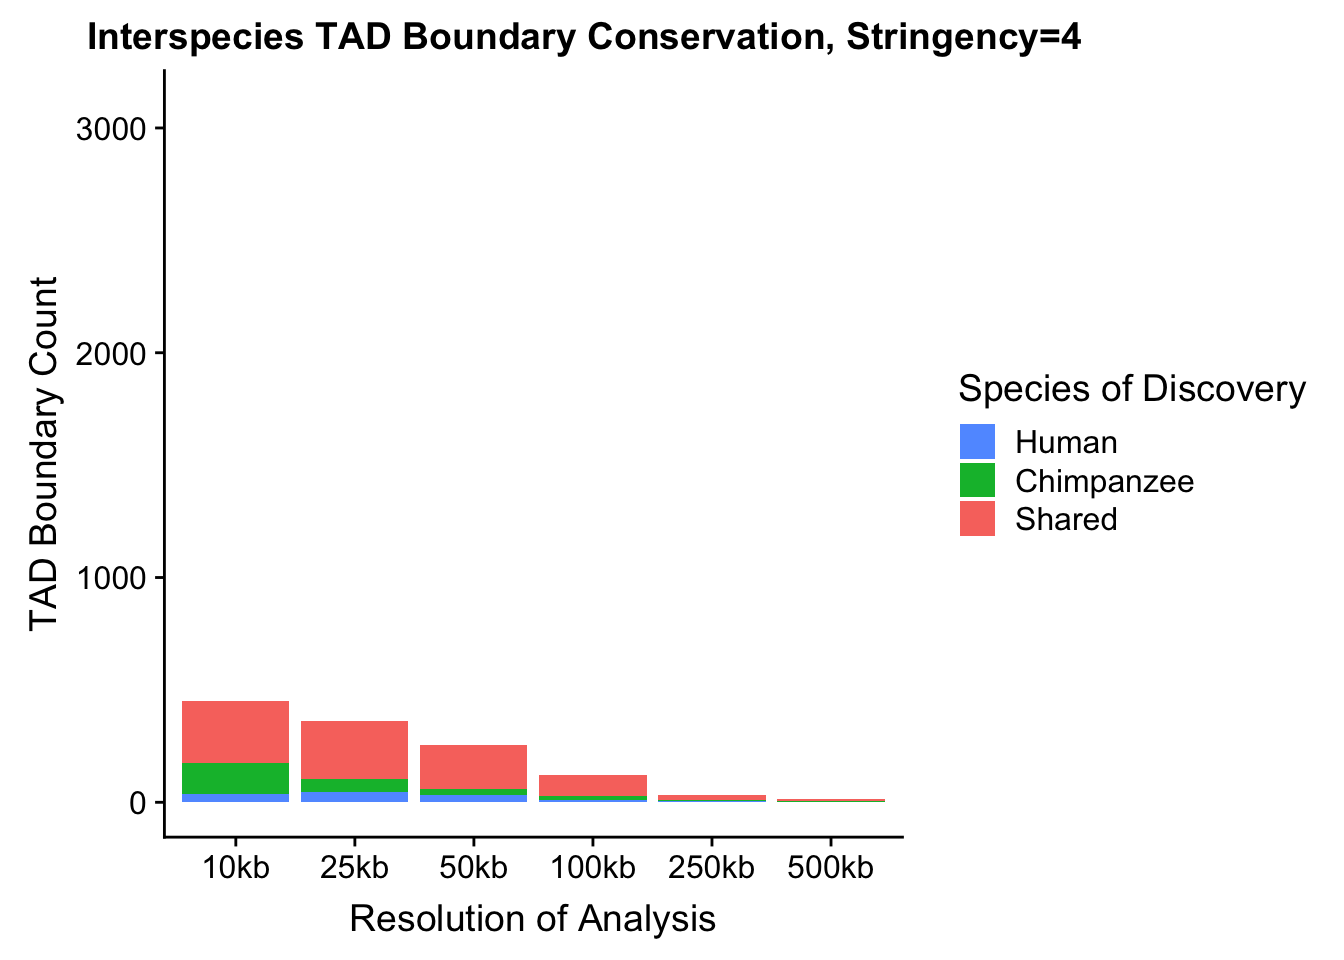 Interspecies TAD Boundary Conservation, Stringency=4
TAD Boundary Count
3000
2000
1000
0
10kb 25kb 50kb 100kb 250kb 500kb
Resolution of Analysis
Species of Discovery
Human
Chimpanzee
Shared